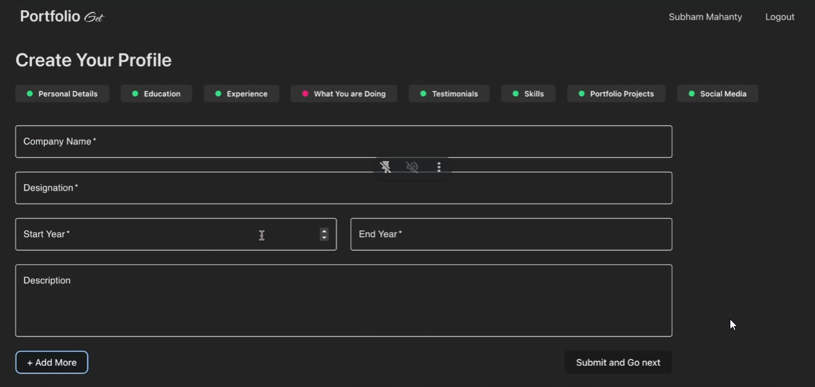 Portfolio Get
Subham Mahanty Logout
Create Your Profile
Personal Details Education Experience What You are Doing Testimonials Skills Portfolio Projects Social Media
Company Name*
Designation*
Start Year* End Year*
Description
+ Add More Submit and Go next